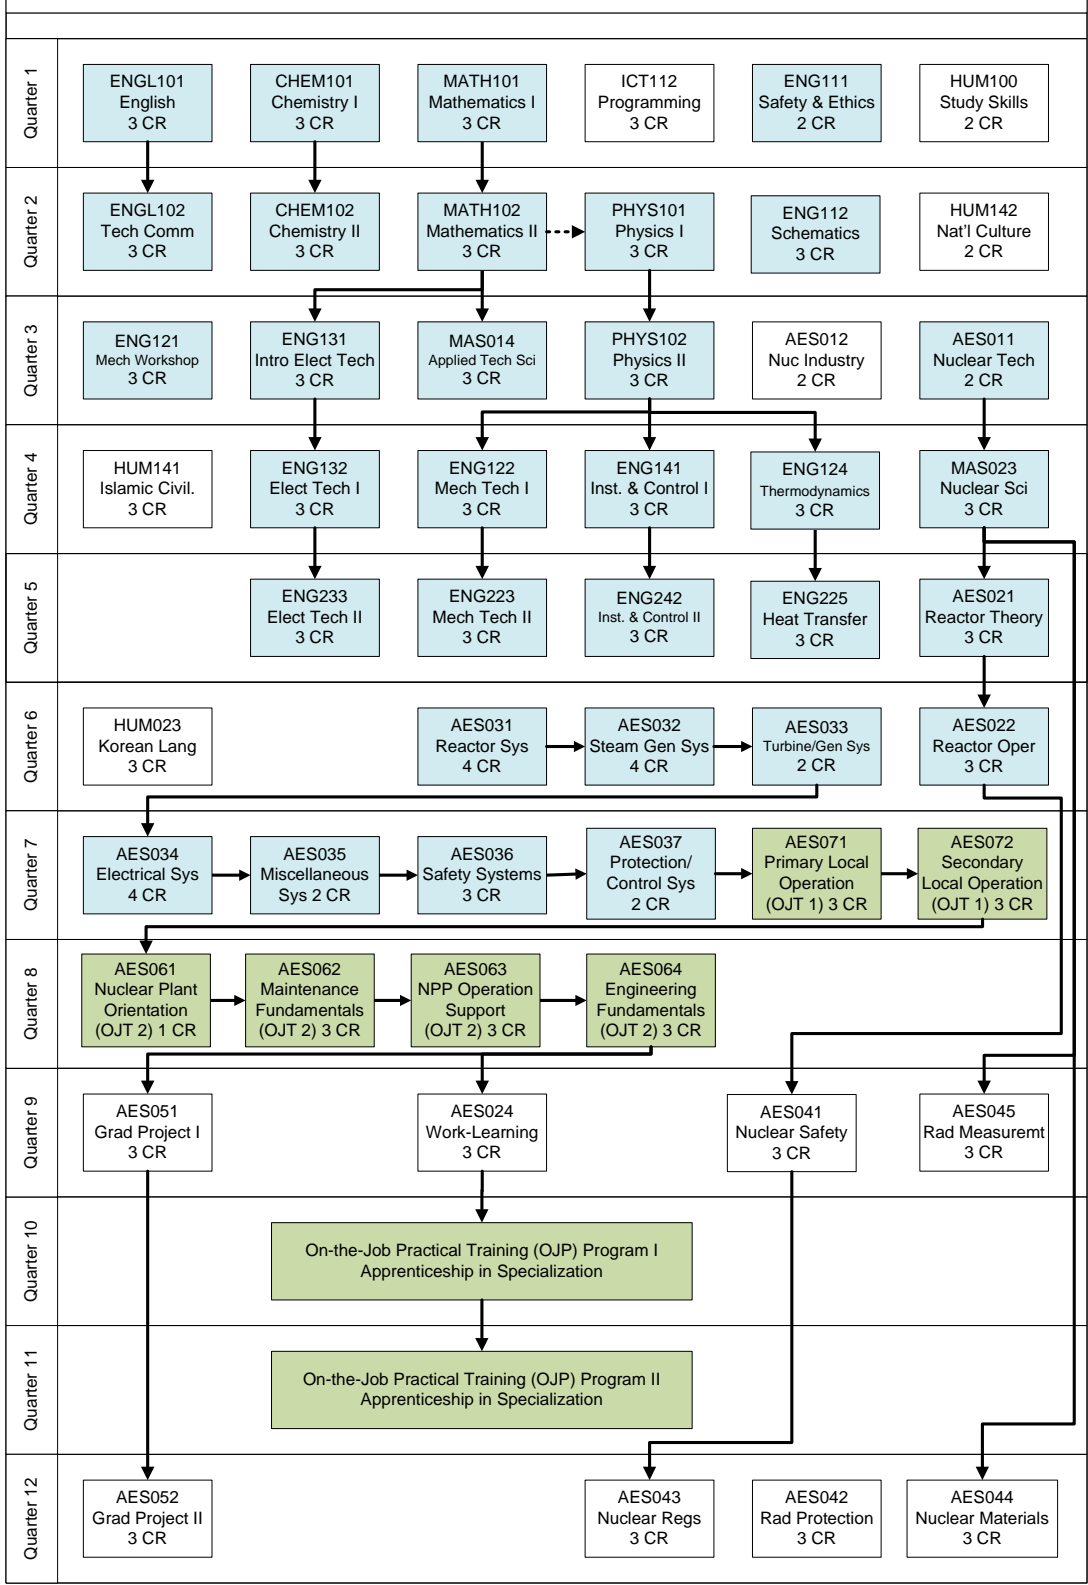 Quarter 1
ENGL101
English
3 CR
CHEM101
Chemistry I
3 CR
MATH101
Mathematics I
3 CR
ICT112
Programming
3 CR
ENG111
Safety & Ethics
2 CR
HUM100
Study Skills
2 CR
Quarter 2
ENGL102
Tech Comm
3 CR
CHEM102
Chemistry II
3 CR
MATH102
Mathematics II
3 CR
PHYS101
Physics I
3 CR
ENG112
Schematics
3 CR
HUM142
Nat'l Culture
2 CR
Quarter 3
ENG121
Mech Workshop
3 CR
ENG131
Intro Elect Tech
3 CR
MAS014
Applied Tech Sci
3 CR
PHYS102
Physics II
3 CR
AES012
Nuc Industry
2 CR
AES011
Nuclear Tech
2 CR
Quarter 4
HUM141
Islamic Civil.
3 CR
ENG132
Elect Tech I
3 CR
ENG122
Mech Tech I
3 CR
ENG141
Inst. & Control I
3 CR
ENG124
Thermodynamics
3 CR
MAS023
Nuclear Sci
3 CR
Quarter 5
ENG233
Elect Tech II
3 CR
ENG223
Mech Tech II
3 CR
ENG242
Inst. & Control II
3 CR
ENG225
Heat Transfer
3 CR
AES021
Reactor Theory
3 CR
Quarter 6
HUM023
Korean Lang
3 CR
AES031
Reactor Sys
4 CR
AES032
Steam Gen Sys
4 CR
AES033
Turbine/Gen Sys
2 CR
AES022
Reactor Oper
3 CR
Quarter 7
AES034
Electrical Sys
4 CR
AES035
Miscellaneous
Sys 2 CR
AES036
Safety Systems
3 CR
AES037
Protection/
Control Sys
2 CR
AES071
Primary Local
Operation
(OJT 1) 3 CR
AES072
Secondary
Local Operation
(OJT 1) 3 CR
Quarter 8
AES061
Nuclear Plant
Orientation
(OJT 2) 1 CR
AES062
Maintenance
Fundamentals
(OJT 2) 3 CR
AES063
NPP Operation
Support
(OJT 2) 3 CR
AES064
Engineering
Fundamentals
(OJT 2) 3 CR
Quarter 9
AES051
Grad Project I
3 CR
AES024
Work-Learning
3 CR
AES041
Nuclear Safety
3 CR
AES045
Rad Measuremt
3 CR
Quarter 10
On-the-Job Practical Training (OJP) Program I
Apprenticeship in Specialization
Quarter 11
On-the-Job Practical Training (OJP) Program II
Apprenticeship in Specialization
Quarter 12
AES052
Grad Project II
3 CR
AES043
Nuclear Regs
3 CR
AES042
Rad Protection
3 CR
AES044
Nuclear Materials
3 CR